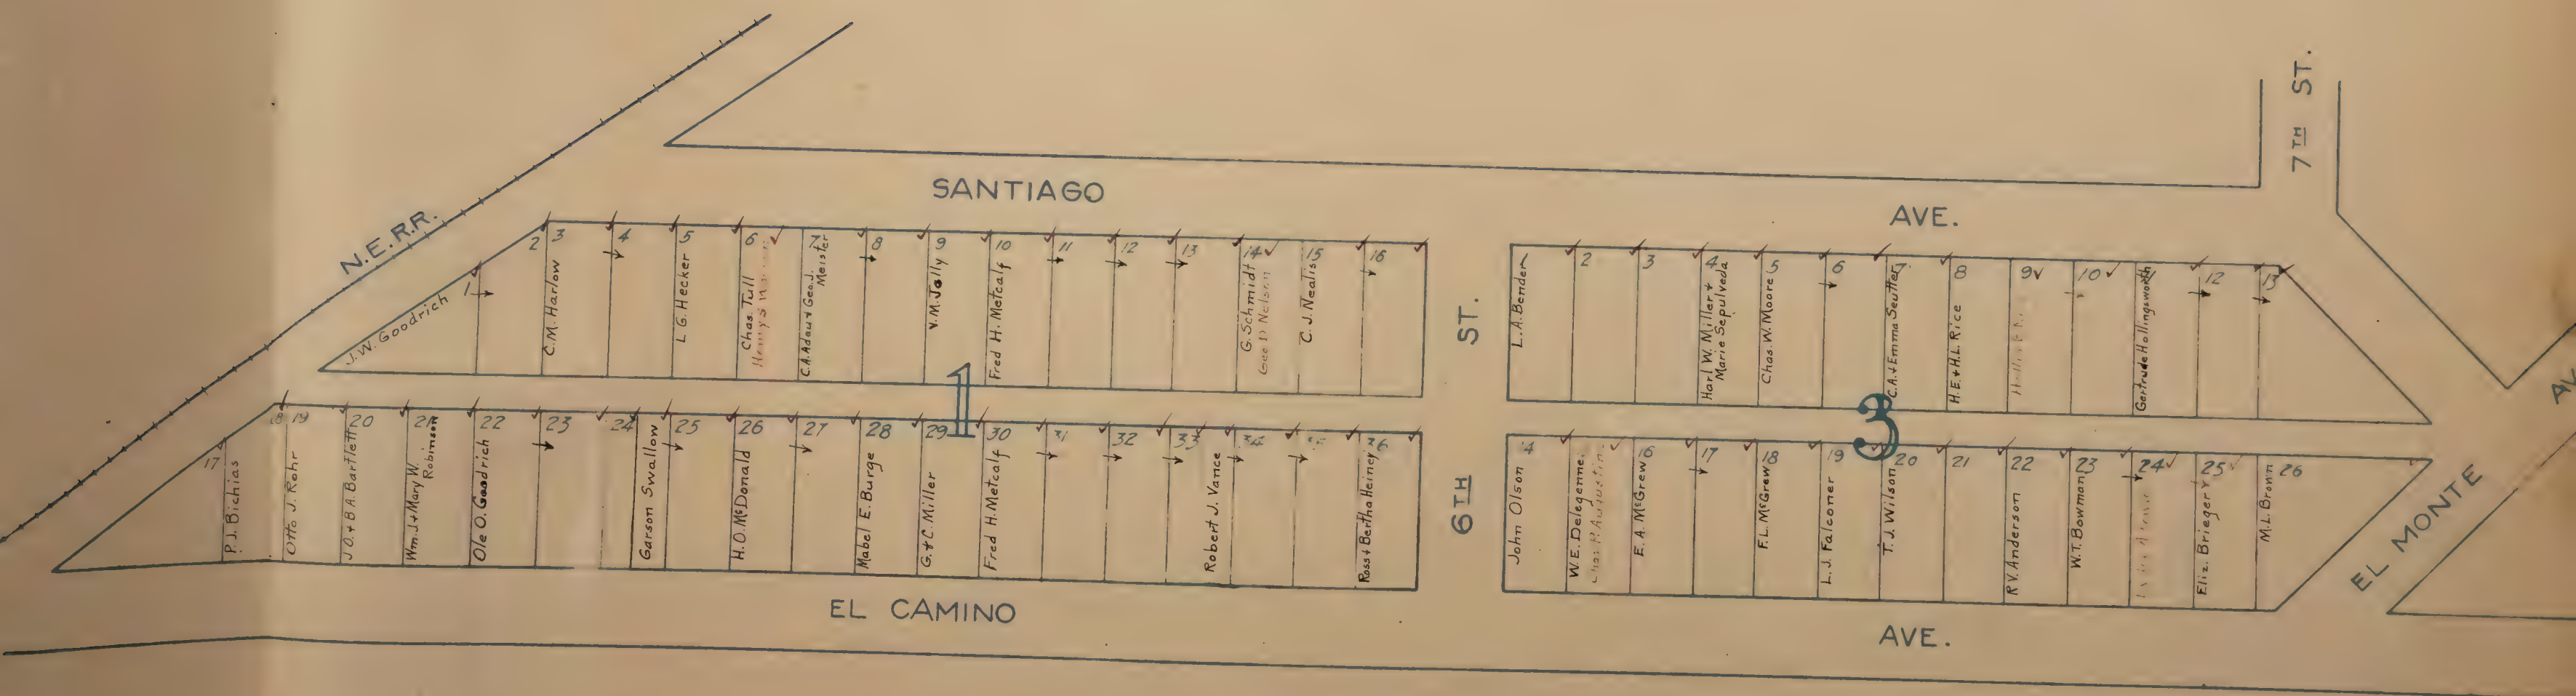 7TH ST.
SANTIAGO
AVE.
N.E.R.R.
J.W. Goodrich
1
2
3
C.M. Harlow
4
5
L.G. Hecker
6
Chas. Tull
7
C.A. Adau + Geo. J.
Meister
8
9
V.M. Jolly
10
Fred H. Metcalf
11
12
13
14
G. Schmidt
Geo D Nelson
15
C.J. Nealis
16
1
ST.
6TH
L.A. Bender
2
3
4
Harl W. Miller +
Marie Sepulveda
5
Chas. W. Moore
6
7
C.A. + Emma Seutter
8
H.E. + H.L. Rice
9
10
Gertrude Hollingsworth
12
13
3
17
P.J. Bichias
18
19
Otto J. Rohr
20
J.O. + B.A. Bartlett
21
Wm. J. + Mary W.
Robinson
22
Ole O. Goodrich
23
24
Garson Swallow
25
26
H.O. McDonald
27
28
Mabel E. Burge
29
G. + C. Miller
30
Fred H. Metcalf
31
32
33
Robert J. Vance
34
36
Ross + Bertha Heiney
John Olson
W.E. Delegenne
16
E.A. McGrew
17
18
F.L. McGrew
19
L.J. Falconer
20
T.J. Wilson
21
22
R.V. Anderson
23
W.T. Bowman
24
25
Eliz. Brieger
26
M.L. Brown
EL CAMINO
AVE.
EL MONTE